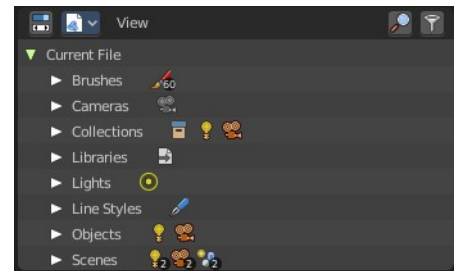 View
Current File
Brushes 60
Cameras
Collections
Libraries
Lights
Line Styles
Objects
Scenes 2 2 2